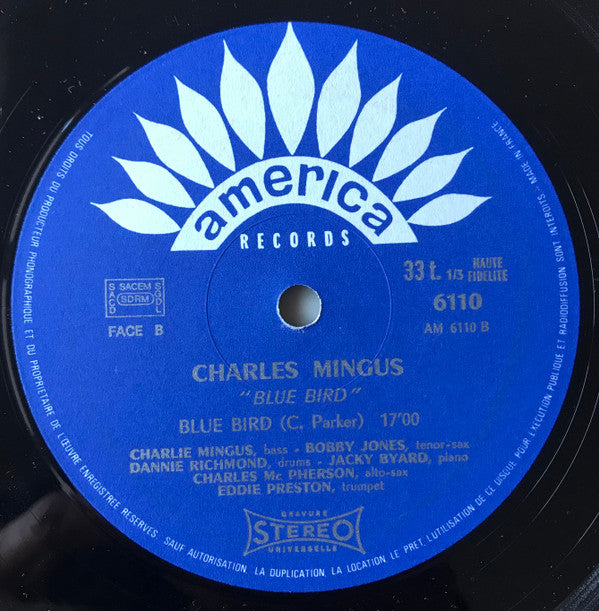 america
RECORDS
33 t. 1/3 HAUTE FIDELITE
6110
AM 6110 B
S SACEM S
A SDRM G
C D
D L
FACE B
CHARLES MINGUS
"BLUE BIRD"
BLUE BIRD (C. Parker) 17'00
CHARLIE MINGUS, bass - BOBBY JONES, tenor-sax
DANNIE RICHMOND, drums - JACKY BYARD, piano
CHARLES Mc PHERSON, alto-sax
EDDIE PRESTON, trumpet
GRAVURE
STEREO
UNIVERSELLE
TOUS DROITS DU PRODUCTEUR PHONOGRAPHIQUE ET DU PROPRIETAIRE DE L'ŒUVRE ENREGISTREE RESERVES. SAUF AUTORISATION, LA DUPLICATION, LA LOCATION, LE PRET, L'UTILISATION DE CE DISQUE POUR EXECUTION PUBLIQUE ET RADIODIFFUSION SONT INTERDITS - MADE IN FRANCE